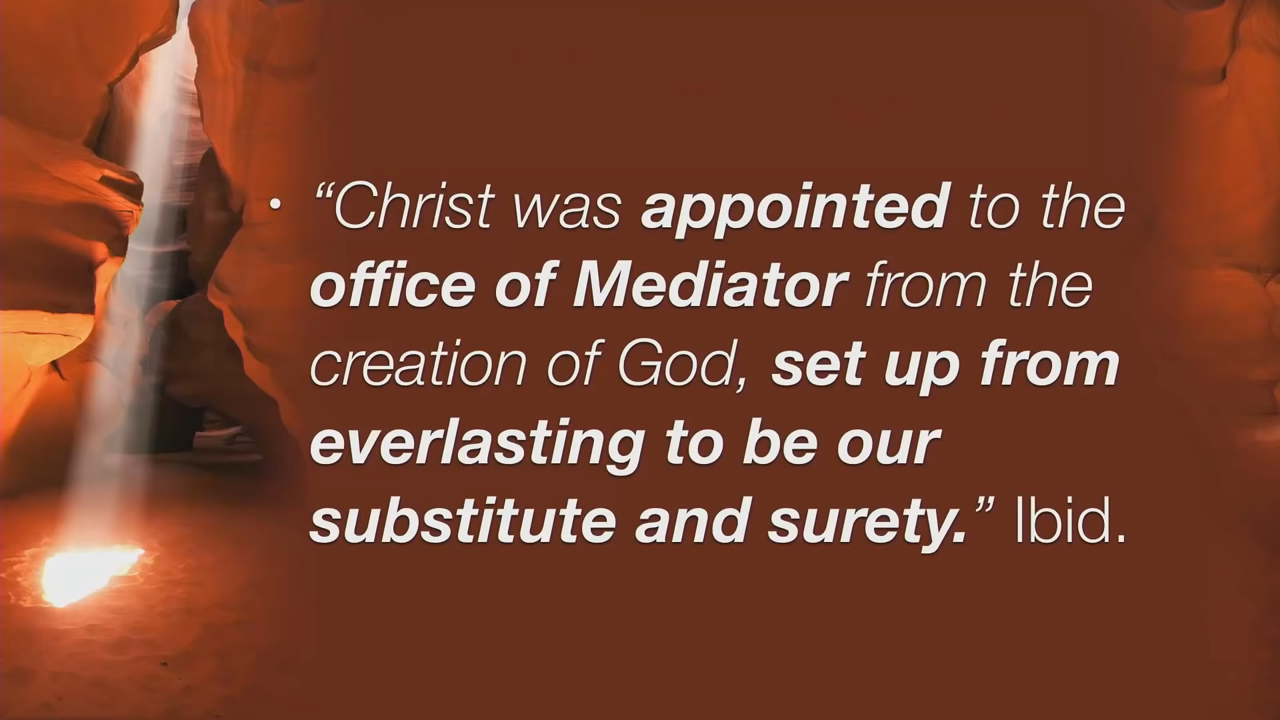 • “Christ was appointed to the
office of Mediator from the
creation of God, set up from
everlasting to be our
substitute and surety.” Ibid.